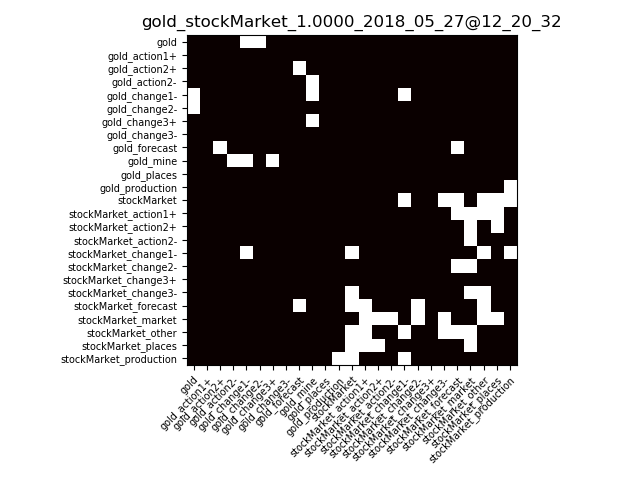 gold_stockMarket_1.0000_2018_05_27@12_20_32
gold
gold_action1+
gold_action2+
gold_action2-
gold_change1-
gold_change2-
gold_change3+
gold_change3-
gold_forecast
gold_mine
gold_places
gold_production
stockMarket
stockMarket_action1+
stockMarket_action2+
stockMarket_action2-
stockMarket_change1-
stockMarket_change2-
stockMarket_change3+
stockMarket_change3-
stockMarket_forecast
stockMarket_market
stockMarket_other
stockMarket_places
stockMarket_production
gold
gold_action1+
gold_action2+
gold_action2-
gold_change1-
gold_change2-
gold_change3+
gold_change3-
gold_forecast
gold_mine
gold_places
gold_production
stockMarket
stockMarket_action1+
stockMarket_action2+
stockMarket_action2-
stockMarket_change1-
stockMarket_change2-
stockMarket_change3+
stockMarket_change3-
stockMarket_forecast
stockMarket_market
stockMarket_other
stockMarket_places
stockMarket_production